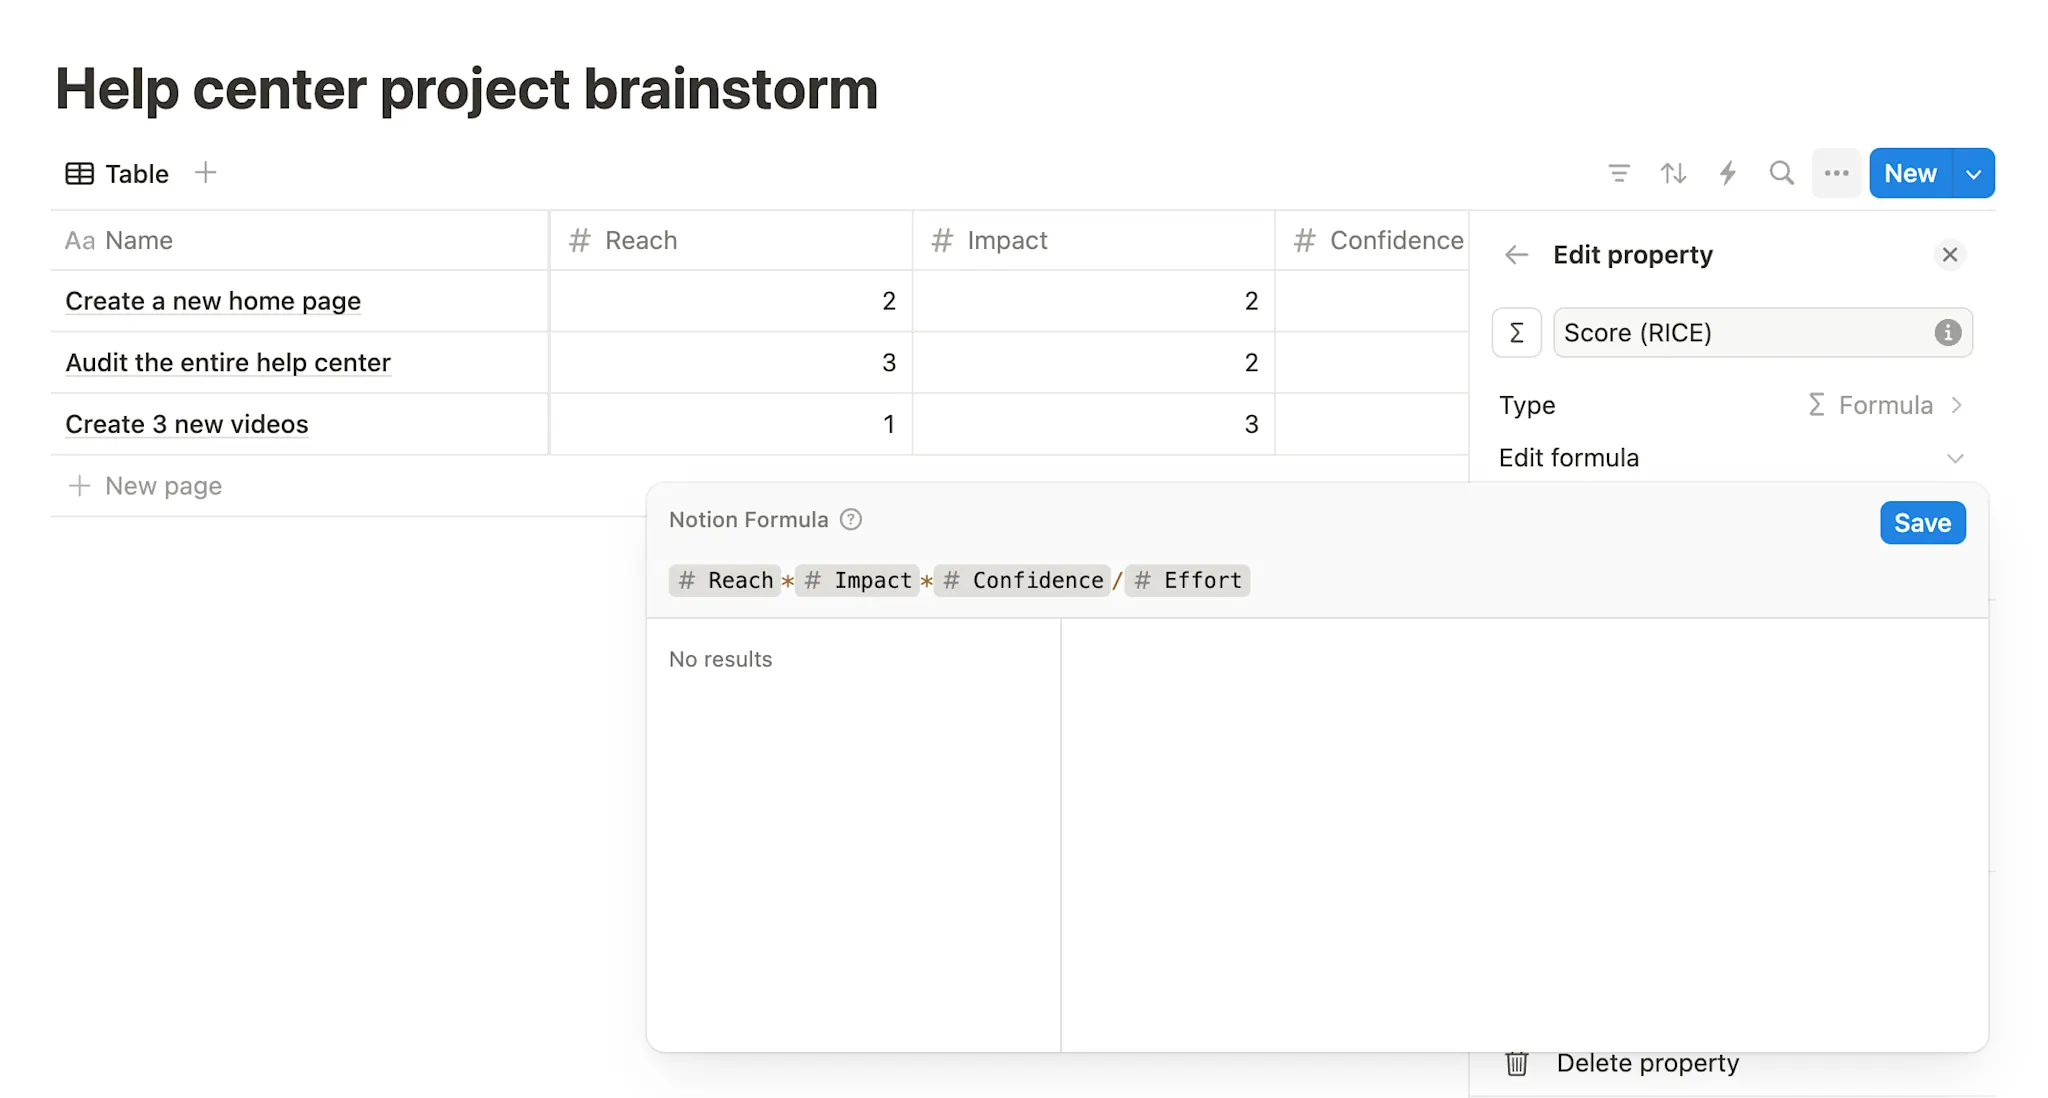 Help center project brainstorm
Table
New
Aa Name
# Reach
# Impact
# Confidence
Create a new home page
2
2
Audit the entire help center
3
2
Create 3 new videos
1
3
+ New page
Edit property
Σ
Score (RICE)
Type
Σ Formula
Edit formula
Notion Formula
Save
# Reach*# Impact*# Confidence/# Effort
No results
Delete property